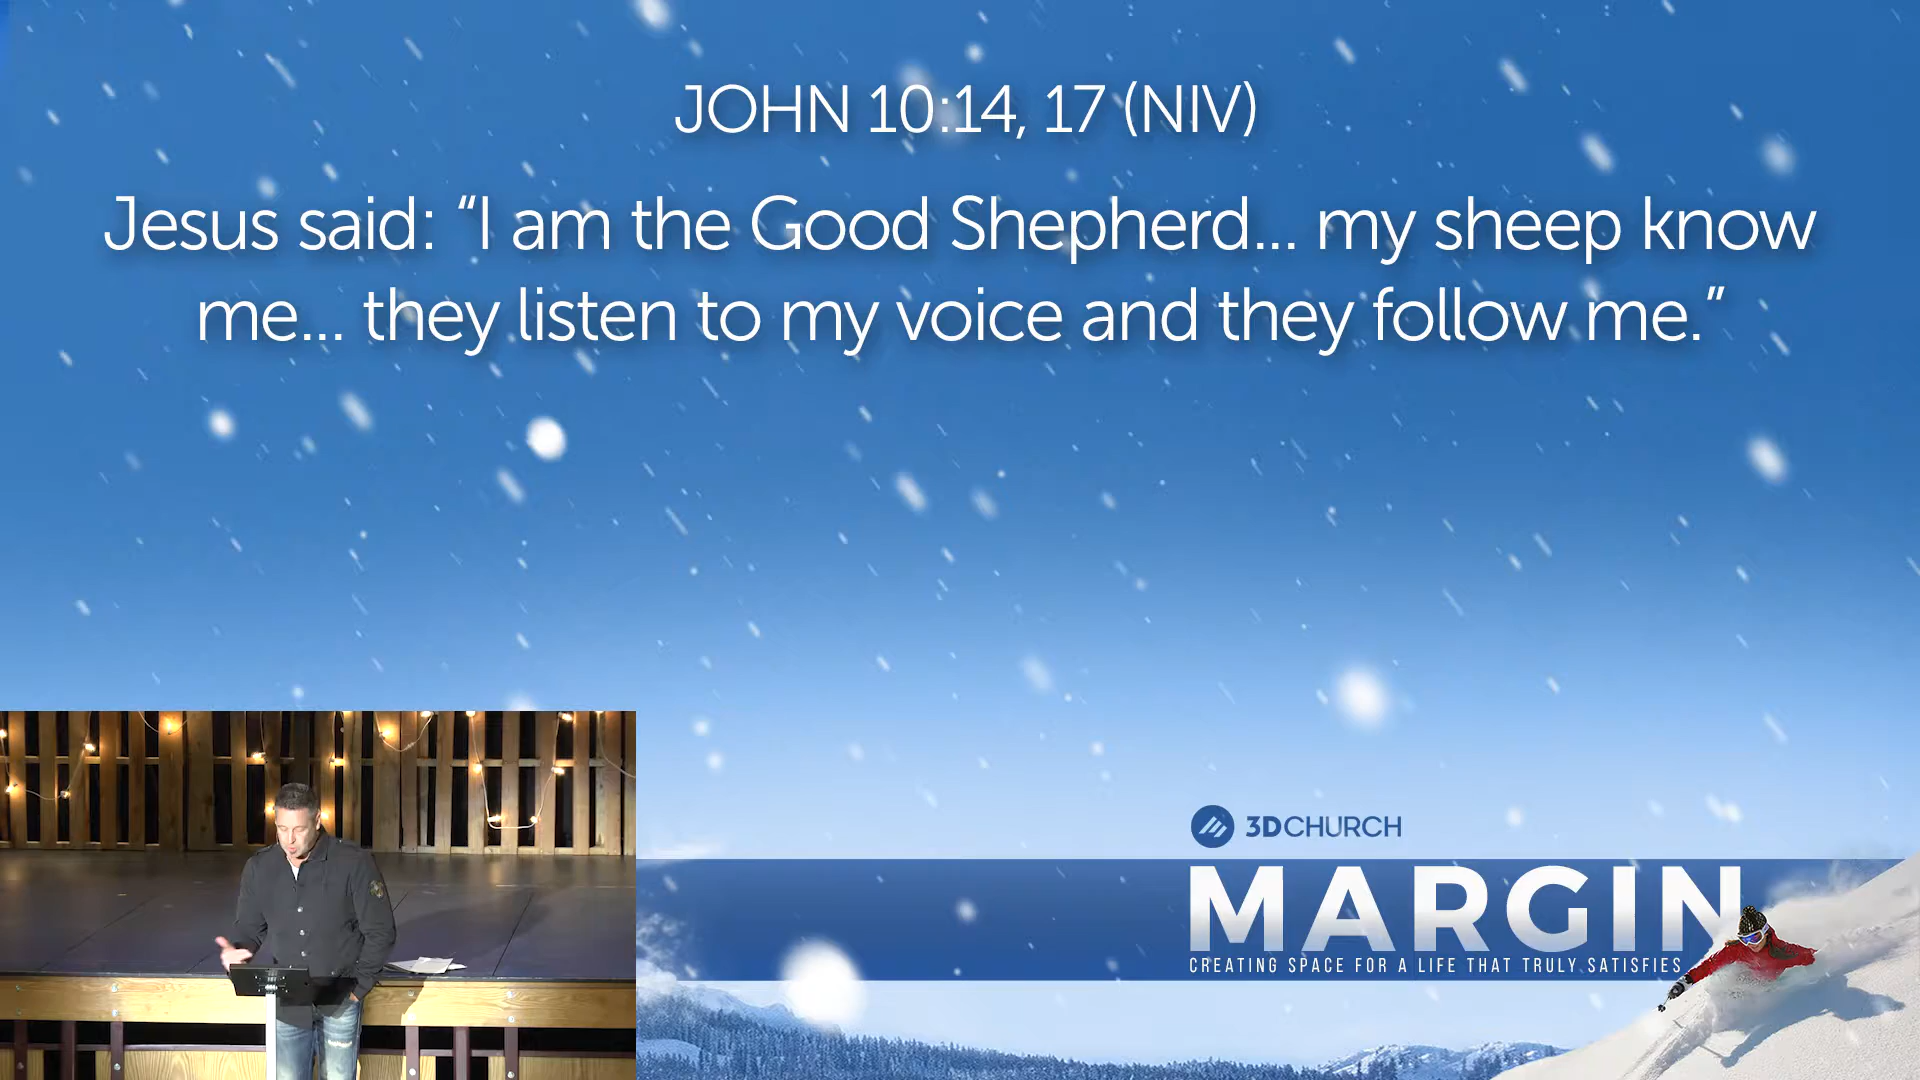 JOHN 10:14, 17 (NIV)
Jesus said: “I am the Good Shepherd... my sheep know
me... they listen to my voice and they follow me.”
3DCHURCH
MARGIN
CREATING SPACE FOR A LIFE THAT TRULY SATISFIES